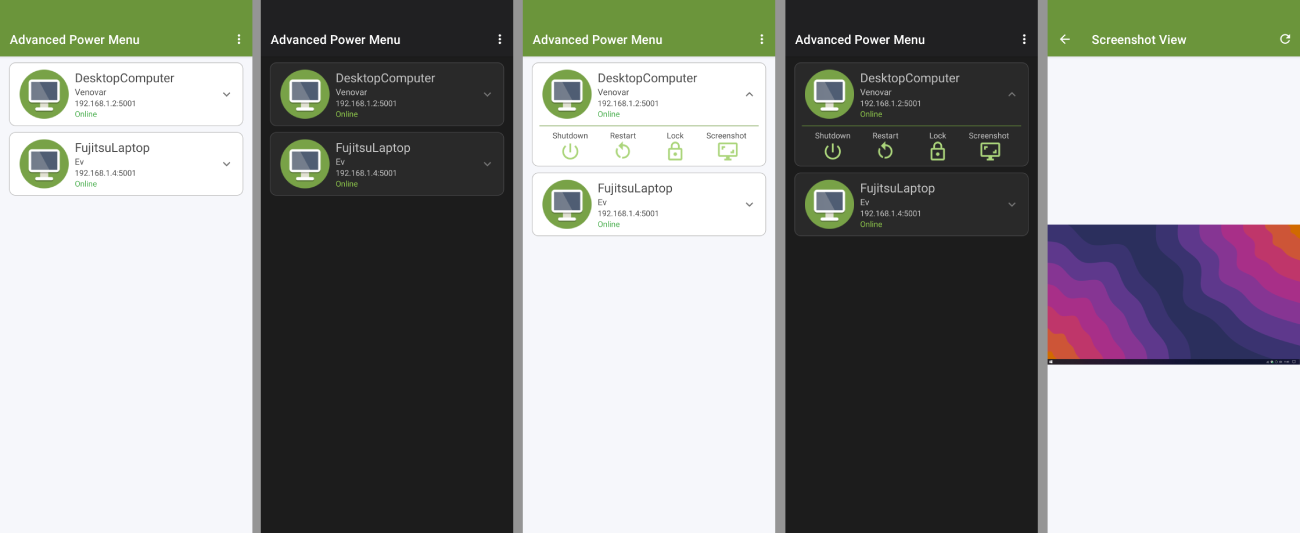 Advanced Power Menu
DesktopComputer
Venovar
192.168.1.2:5001
Online
FujitsuLaptop
Ev
192.168.1.4:5001
Online
Advanced Power Menu
DesktopComputer
Venovar
192.168.1.2:5001
Online
FujitsuLaptop
Ev
192.168.1.4:5001
Online
Advanced Power Menu
DesktopComputer
Venovar
192.168.1.2:5001
Online
Shutdown Restart Lock Screenshot
FujitsuLaptop
Ev
192.168.1.4:5001
Online
Advanced Power Menu
DesktopComputer
Venovar
192.168.1.2:5001
Online
Shutdown Restart Lock Screenshot
FujitsuLaptop
Ev
192.168.1.4:5001
Online
Screenshot View